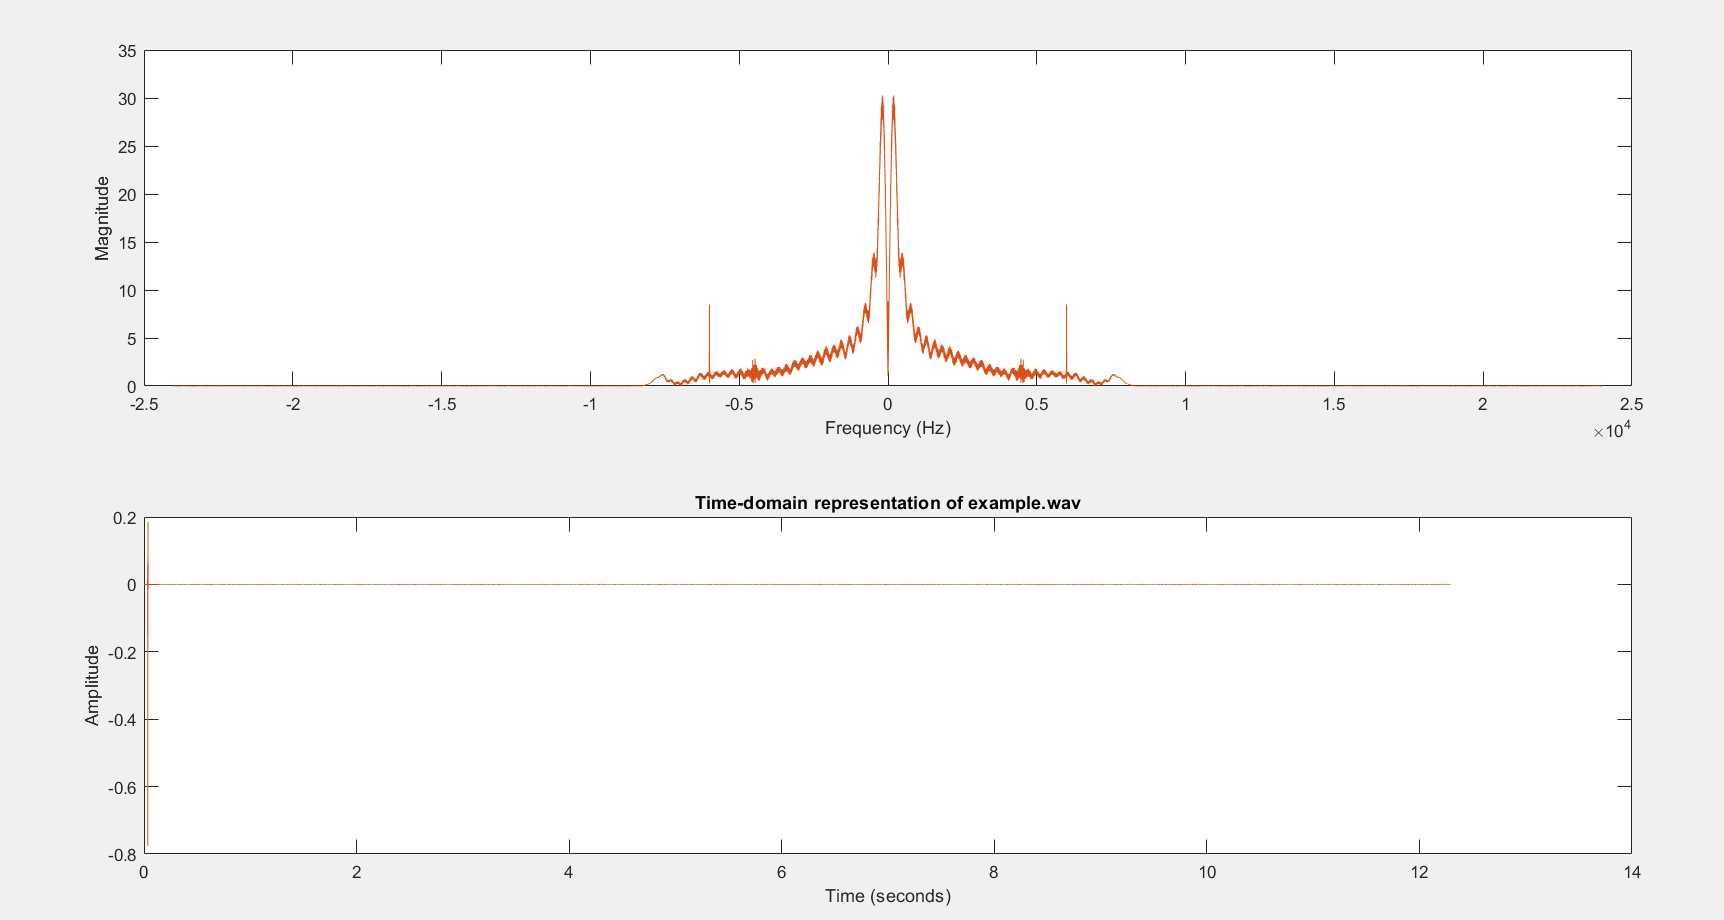 35
30
25
20
15
10
5
0
Magnitude
-2.5 -2 -1.5 -1 -0.5 0 0.5 1 1.5 2 2.5
Frequency (Hz)
×10^4
Time-domain representation of example.wav
0.2
0
-0.2
-0.4
-0.6
-0.8
Amplitude
0 2 4 6 8 10 12 14
Time (seconds)